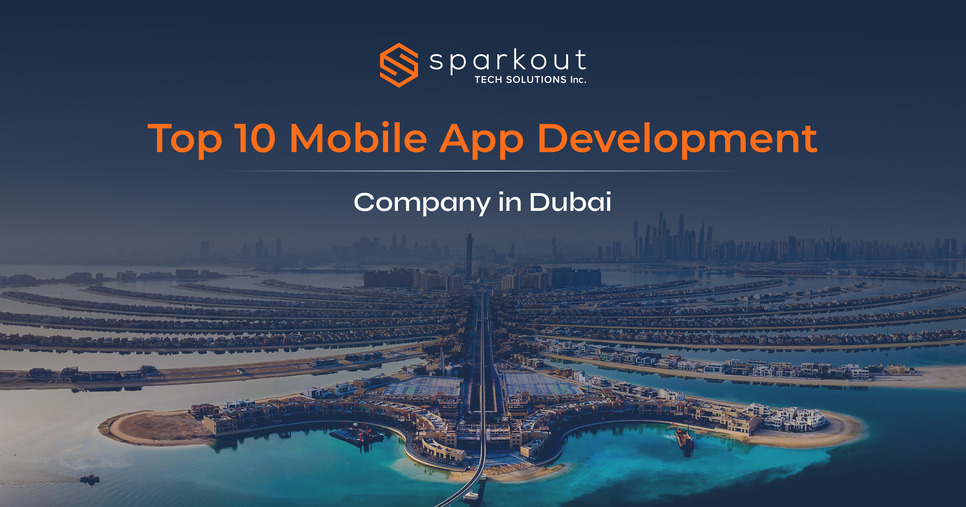 sparkout
TECH SOLUTIONS Inc.
Top 10 Mobile App Development
Company in Dubai